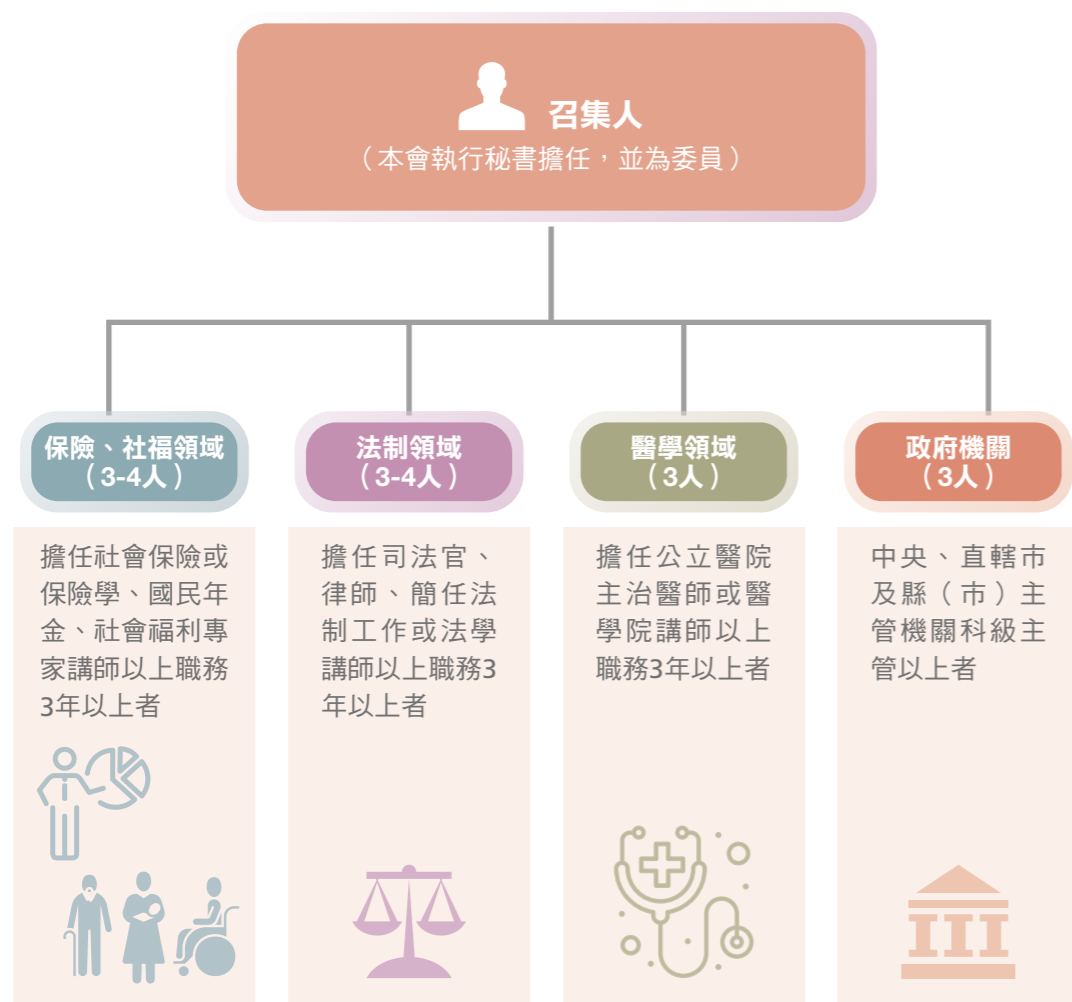 召集人
（本會執行秘書擔任，並為委員）
保險、社福領域
（3-4人）
擔任社會保險或
保險學、國民年
金、社會福利專
家講師以上職務
3年以上者
法制領域
（3-4人）
擔任司法官、
律師、簡任法
制工作或法學
講師以上職務3
年以上者
醫學領域
（3人）
擔任公立醫院
主治醫師或醫
學院講師以上
職務3年以上者
政府機關
（3人）
中央、直轄市
及縣（市）主
管機關科級主
管以上者